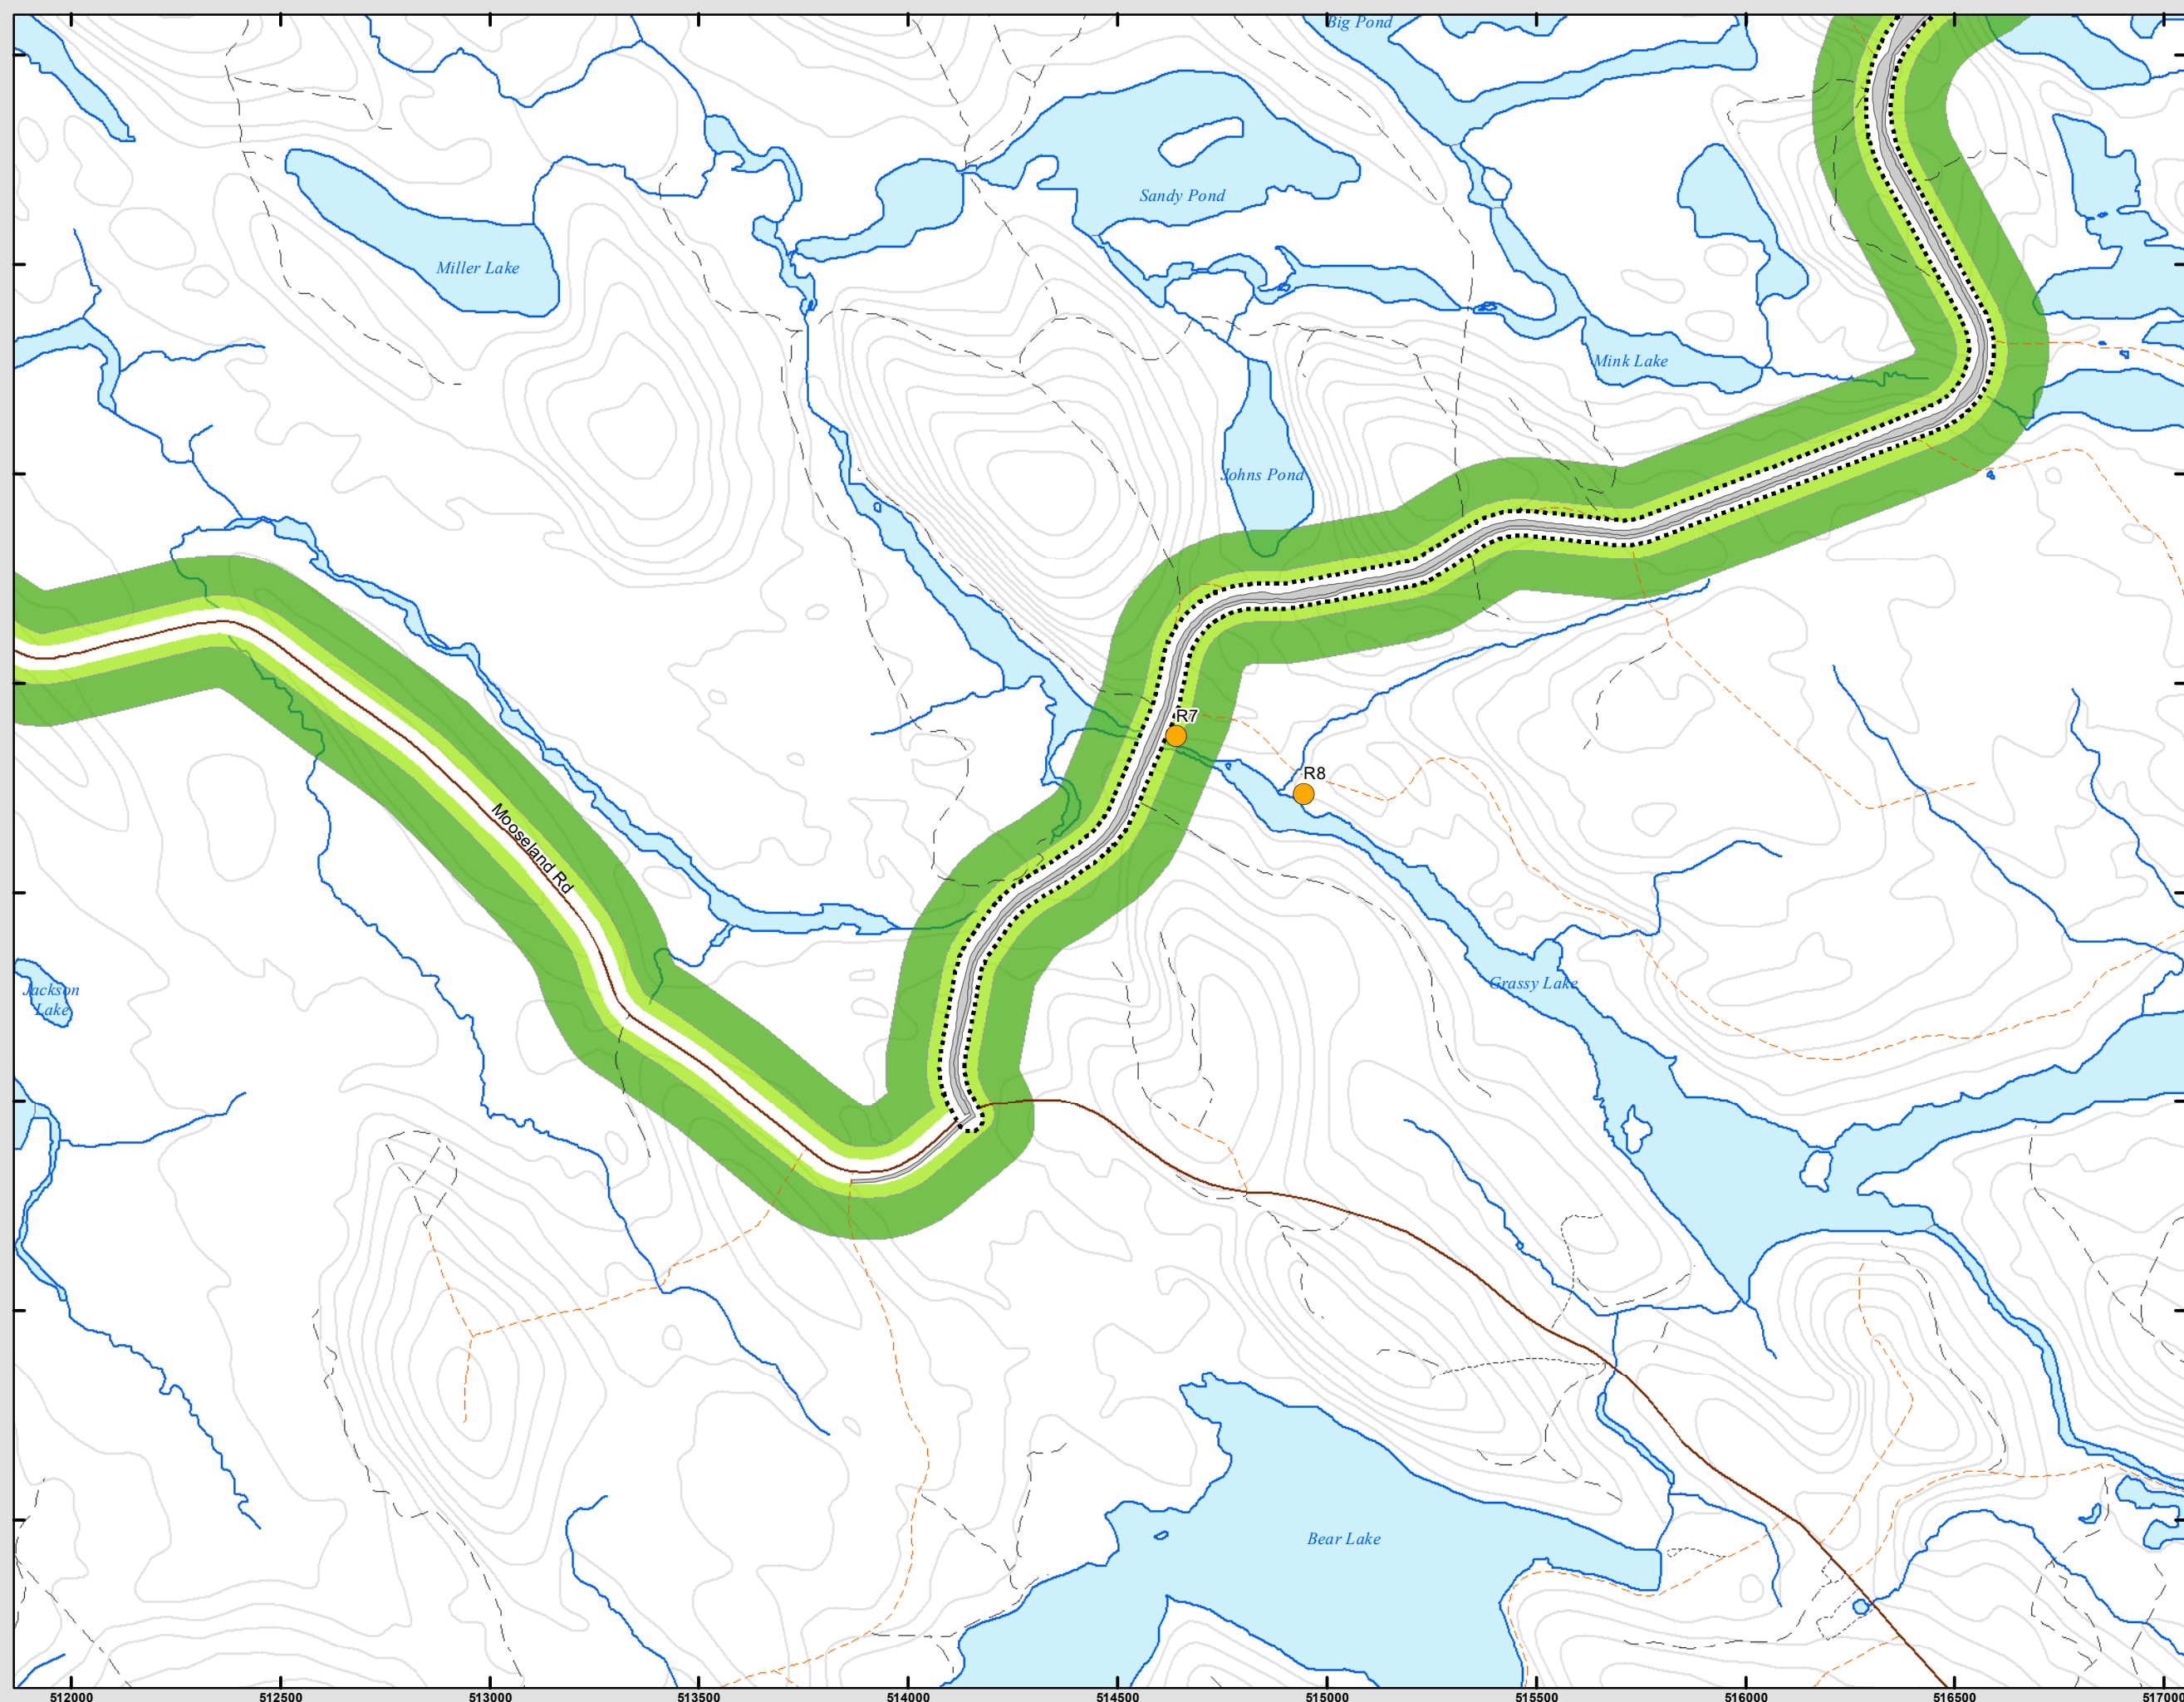 Big Pond
Sandy Pond
Miller Lake
Mink Lake
Johns Pond
R7
R8
Mooseland Rd
Grassy Lake
Jackson
Lake
Bear Lake
512000 512500 513000 513500 514000 514500 515000 515500 516000 516500